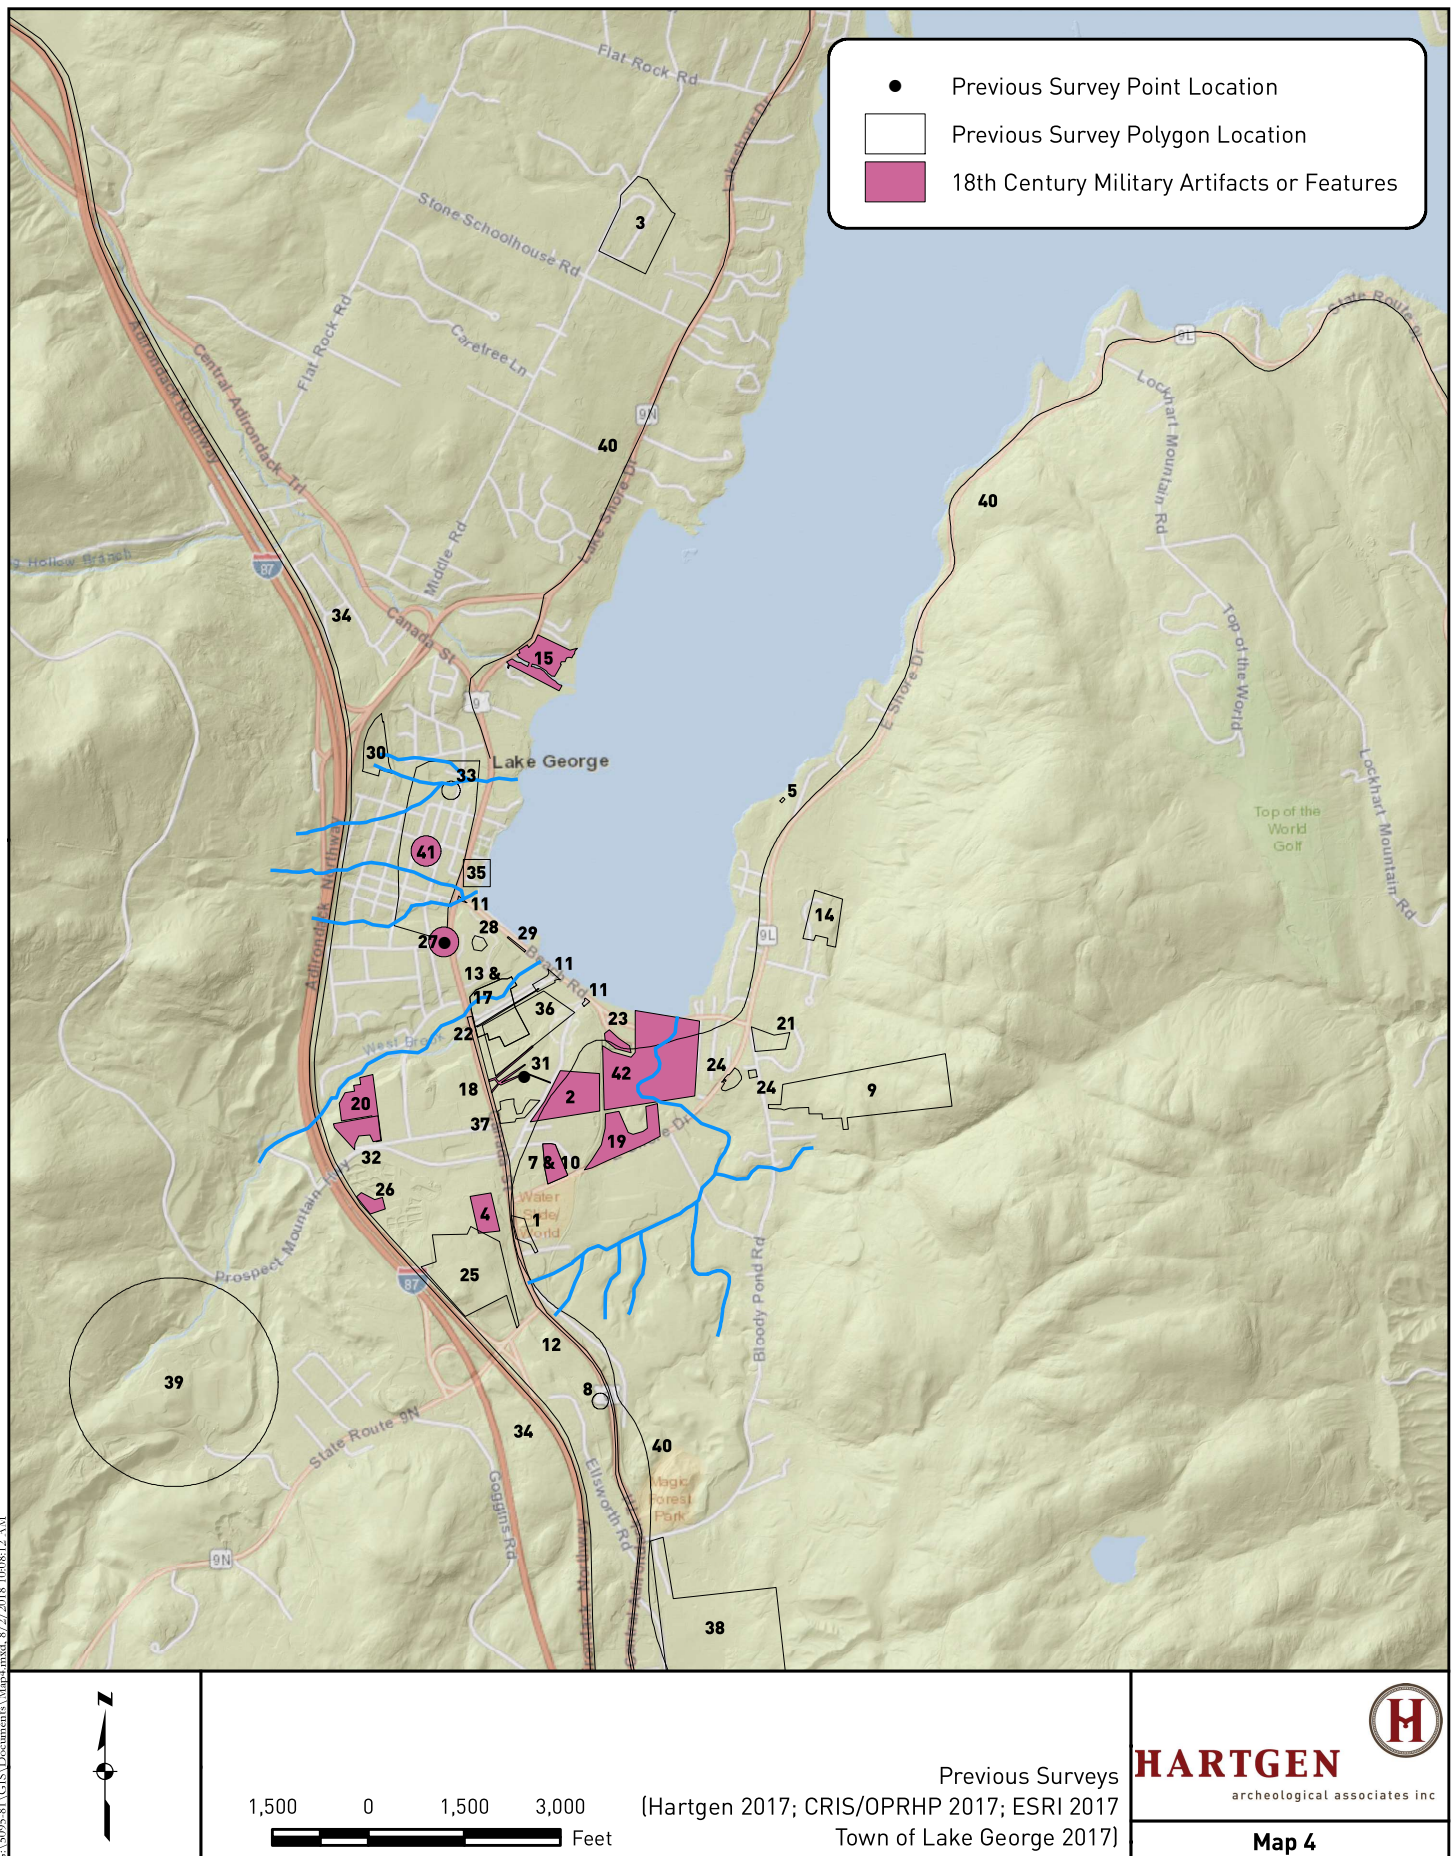 Previous Survey Point Location
Previous Survey Polygon Location
18th Century Military Artifacts or Features
Flat Rock Rd
Lakeshore Dr
3
Stone Schoolhouse Rd
State Route 9L
9L
Adirondack Northway
Central Adirondack Trl
Flat Rock Rd
Carefree Ln
Lockhart Mountain Rd
9N
40
Lake Shore Dr
40
Middle Rd
g Hollow Branch
87
34
Canada St
Top of the World
15
E Shore Dr
9
30
Lake George
33
5
Lockhart Mountain Rd
Top of the
World
Golf
41
35
Adirondack Northway
11
14
27
28
29
9L
Beach Rd
11
13 &
17
11
36
23
21
22
West Brook
31
24
42
24
9
18
2
20
37
19
32
7 & 10
26
Water
Slide/
World
4
1
Prospect Mountain Hwy
25
87
Bloody Pond Rd
12
39
8
34
State Route 9N
40
Ellsworth Rd
Goggins Rd
Magic
Forest
Park
9N
38
N
1,500
0
1,500
3,000
Feet
Previous Surveys
(Hartgen 2017; CRIS/OPRHP 2017; ESRI 2017
Town of Lake George 2017)
H
HARTGEN
archeological associates inc
Map 4